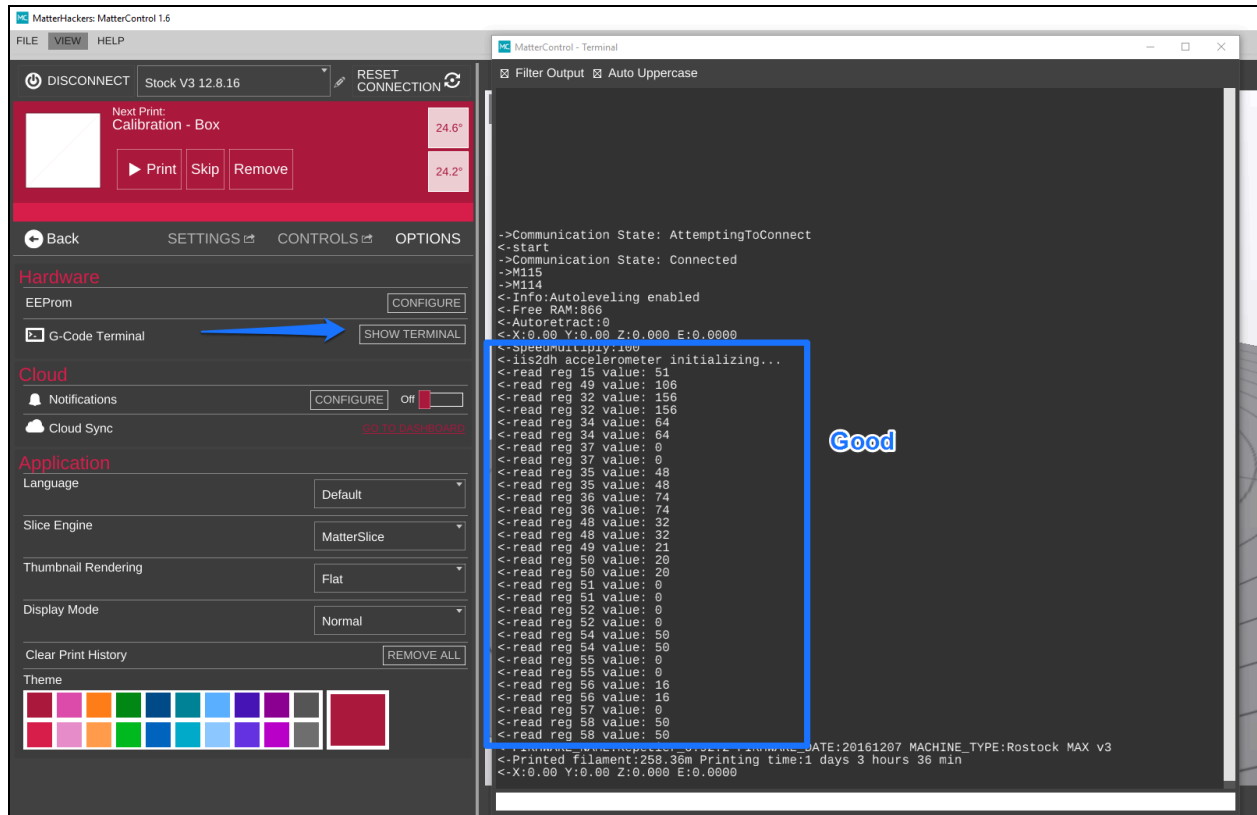 MatterHackers: MatterControl 1.6
FILE VIEW HELP
DISCONNECT
Stock V3 12.8.16
RESET
CONNECTION
Next Print:
Calibration - Box
24.6°
Print Skip Remove
24.2°
Back SETTINGS CONTROLS OPTIONS
Hardware
EEProm CONFIGURE
G-Code Terminal SHOW TERMINAL
Cloud
Notifications CONFIGURE Off
Cloud Sync GO TO DASHBOARD
Application
Language
Default
Slice Engine
MatterSlice
Thumbnail Rendering
Flat
Display Mode
Normal
Clear Print History REMOVE ALL
Theme
MatterControl - Terminal
Filter Output Auto Uppercase
->Communication State: AttemptingToConnect
<-start
->Communication State: Connected
->M115
->M114
<-Info:Autoleveling enabled
<-Free RAM:866
<-Autoretract:0
<-X:0.00 Y:0.00 Z:0.000 E:0.0000
<-SpeedMultiply:100
<-iis2dh accelerometer initializing...
<-read reg 15 value: 51
<-read reg 49 value: 106
<-read reg 32 value: 156
<-read reg 32 value: 156
<-read reg 34 value: 64
<-read reg 34 value: 64
<-read reg 37 value: 0
<-read reg 37 value: 0
<-read reg 35 value: 48
<-read reg 35 value: 48
<-read reg 36 value: 74
<-read reg 36 value: 74
<-read reg 48 value: 32
<-read reg 48 value: 32
<-read reg 49 value: 21
<-read reg 50 value: 20
<-read reg 50 value: 20
<-read reg 51 value: 0
<-read reg 51 value: 0
<-read reg 52 value: 0
<-read reg 52 value: 0
<-read reg 54 value: 50
<-read reg 54 value: 50
<-read reg 55 value: 0
<-read reg 55 value: 0
<-read reg 56 value: 16
<-read reg 56 value: 16
<-read reg 57 value: 0
<-read reg 58 value: 50
<-read reg 58 value: 50
DATE:20161207 MACHINE_TYPE:Rostock MAX v3
<-Printed filament:258.36m Printing time:1 days 3 hours 36 min
<-X:0.00 Y:0.00 Z:0.000 E:0.0000
Good